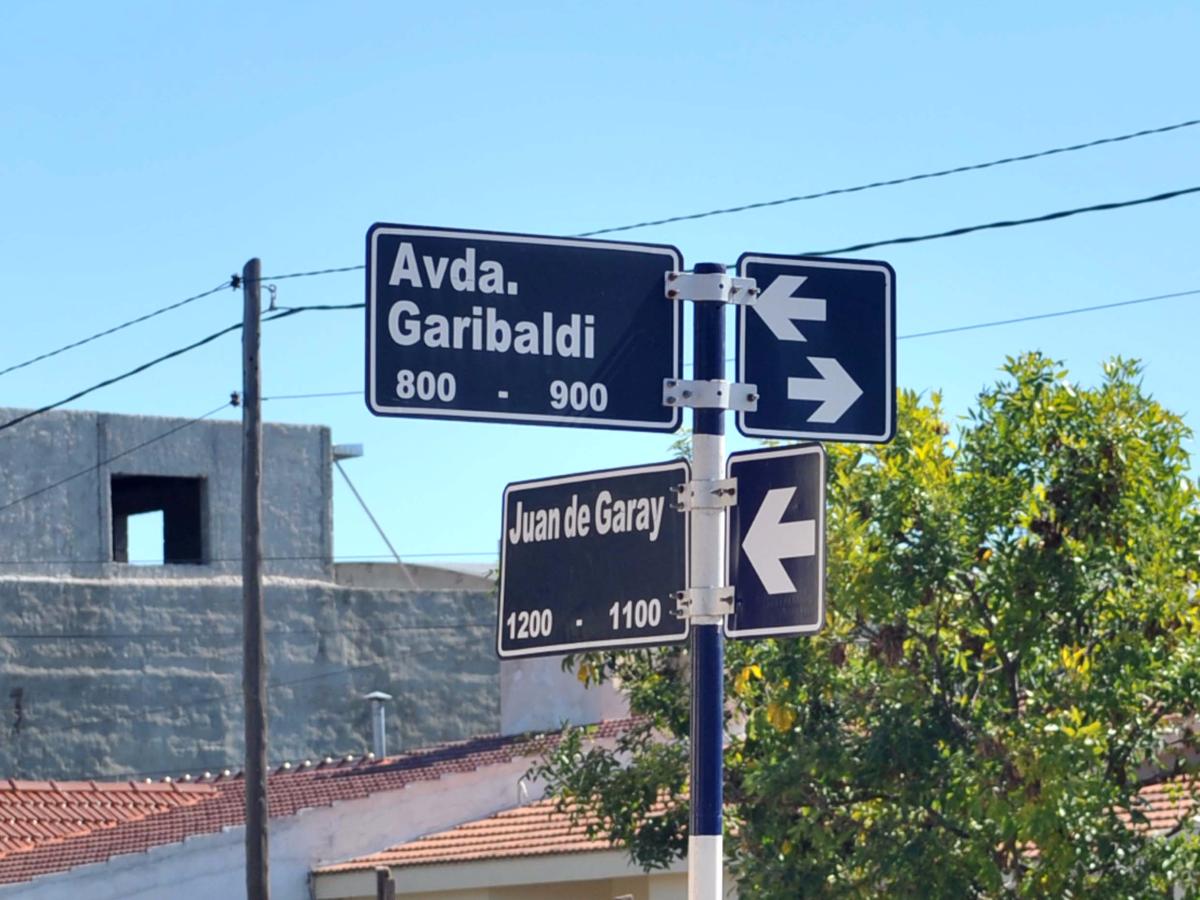 Avda.
Garibaldi
800 - 900
Juan de Garay
1200 - 1100